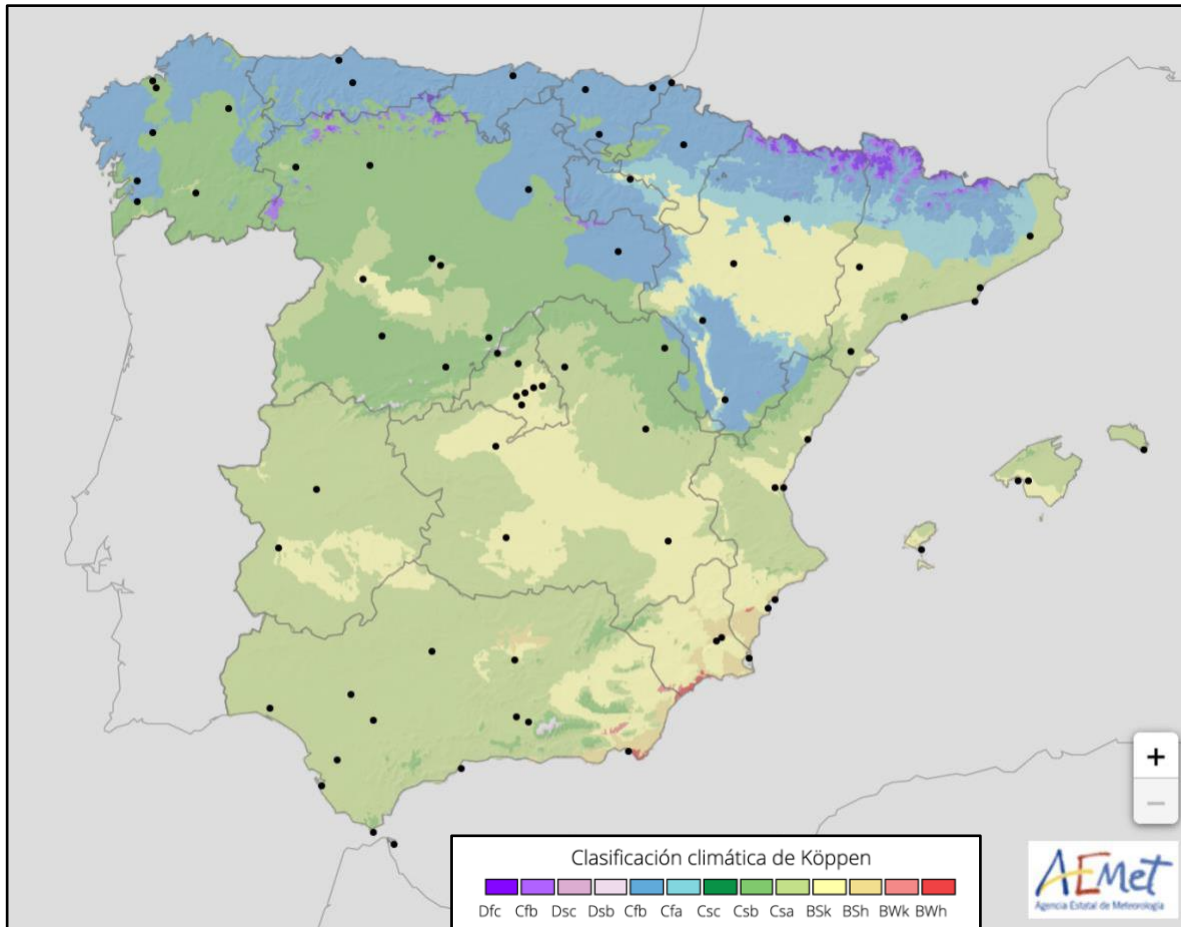 +
−
Clasificación climática de Köppen
Dfc Cfb Dsc Dsb Cfb Cfa Csc Csb Csa BSk BSh BWk BWh
AEMet
Agencia Estatal de Meteorología